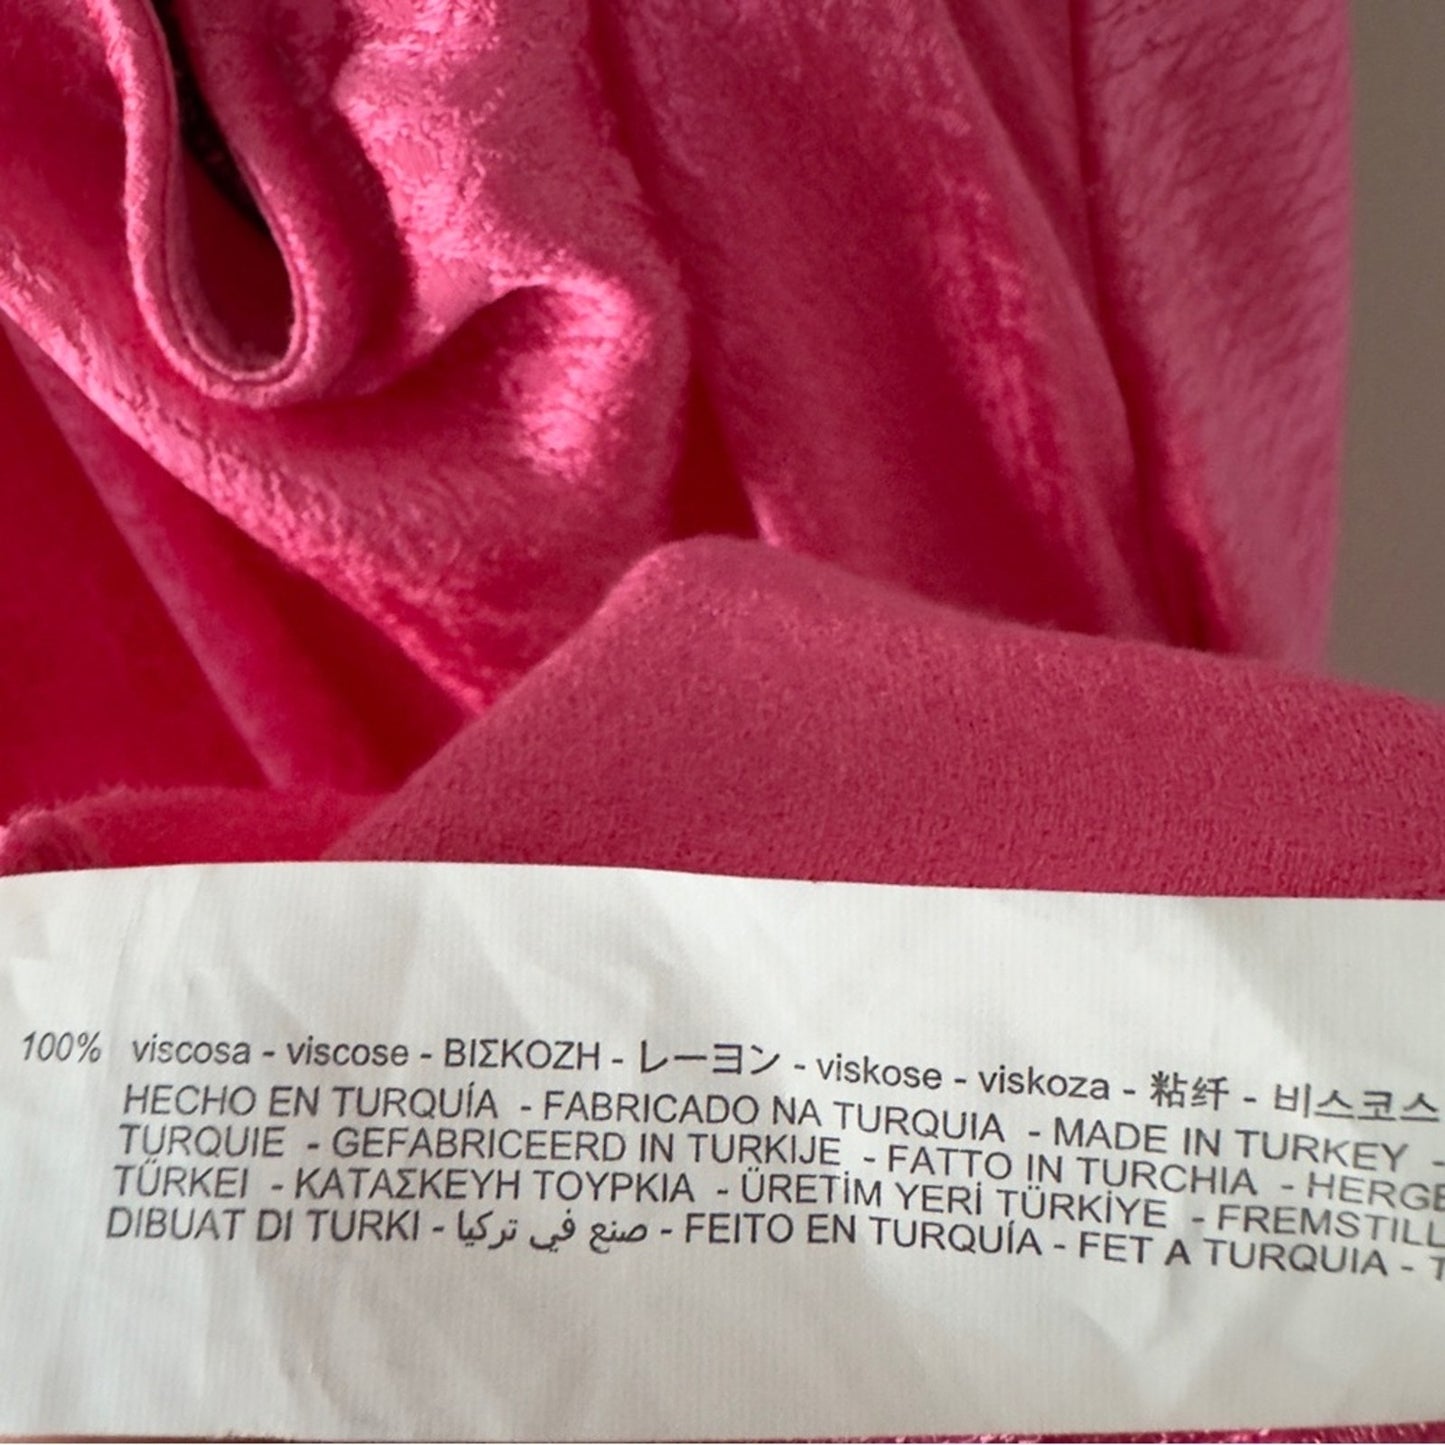 100% viscosa - viscose - ΒΙΣΚΟΖΗ - レーヨン - viskose - viskoza - 粘纤 - 비스코스
HECHO EN TURQUÍA - FABRICADO NA TURQUIA - MADE IN TURKEY -
TURQUIE - GEFABRICEERD IN TURKIJE - FATTO IN TURCHIA - HERGE
TÜRKEI - ΚΑΤΑΣΚΕΥΗ ΤΟΥΡΚΙΑ - ÜRETİM YERİ TÜRKİYE - FREMSTILL
DIBUAT DI TURKI - صنع في تركيا - FEITO EN TURQUÍA - FET A TURQUIA -